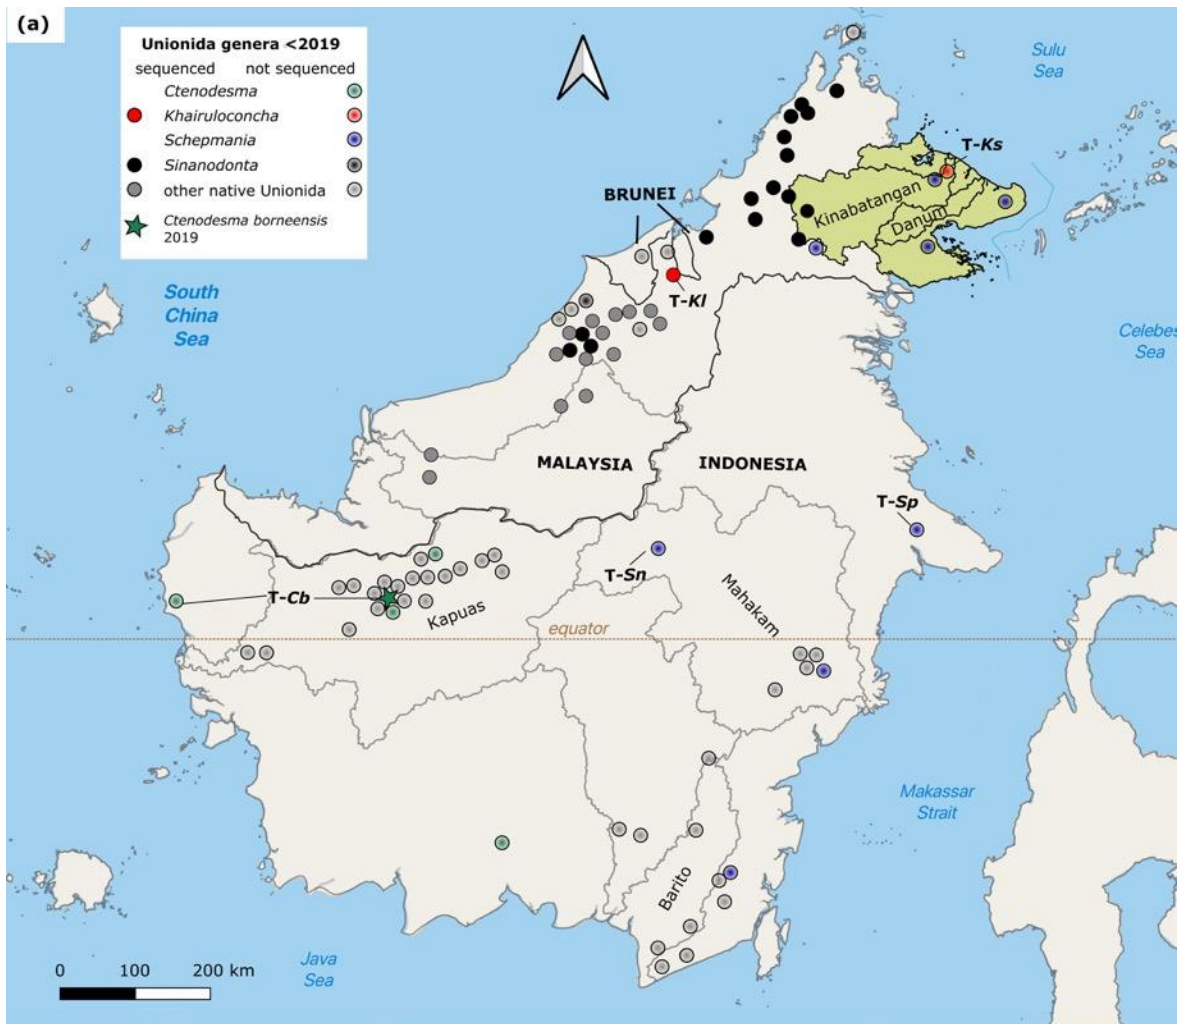 (a)
Unionida genera <2019
sequenced not sequenced
Ctenodesma
Khairuloconcha
Schepmania
Sinanodonta
other native Unionida
Ctenodesma borneensis
2019
Sulu
Sea
T-Ks
BRUNEI
Kinabatangan
Danum
T-Kl
South
China
Sea
Celebes
Sea
MALAYSIA
INDONESIA
T-Sp
T-Sn
T-Cb
Kapuas
Mahakam
equator
Makassar
Strait
Barito
Java
Sea
0 100 200 km